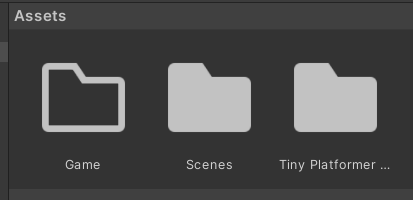 Assets
Game
Scenes
Tiny Platformer ...